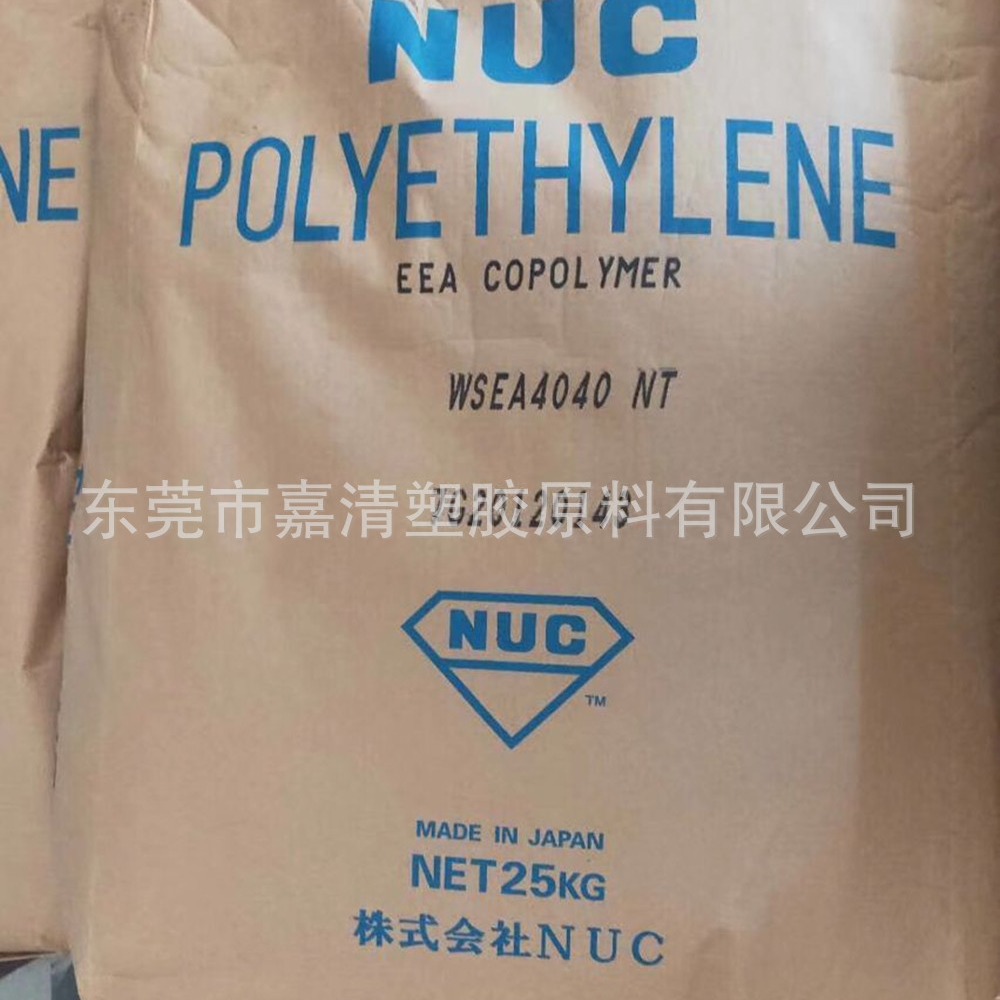 NUC
POLYETHYLENE
NE
EEA COPOLYMER
WSEA4040 NT
东莞市嘉清塑胶原料有限公司
NUC
TM
MADE IN JAPAN
NET25KG
株式会社NUC